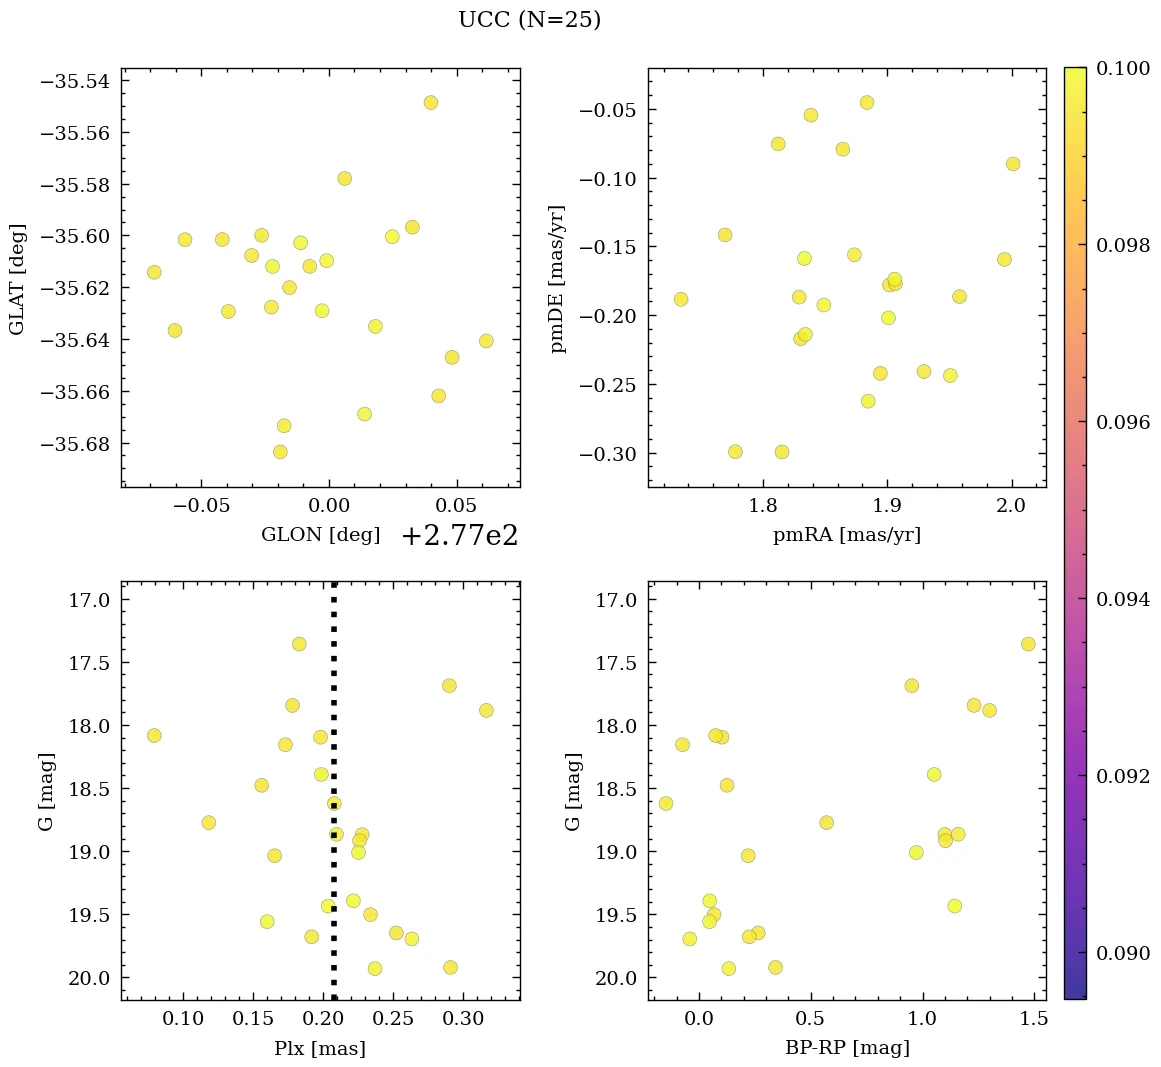 UCC (N=25)
−35.54
−35.56
−35.58
−35.60
−35.62
−35.64
−35.66
−35.68
GLAT [deg]
−0.05 0.00 0.05
GLON [deg] +2.77e2
−0.05
−0.10
−0.15
−0.20
−0.25
−0.30
pmDE [mas/yr]
1.8 1.9 2.0
pmRA [mas/yr]
0.100
0.098
0.096
0.094
0.092
0.090
17.0
17.5
18.0
18.5
19.0
19.5
20.0
G [mag]
0.10 0.15 0.20 0.25 0.30
Plx [mas]
17.0
17.5
18.0
18.5
19.0
19.5
20.0
G [mag]
0.0 0.5 1.0 1.5
BP-RP [mag]